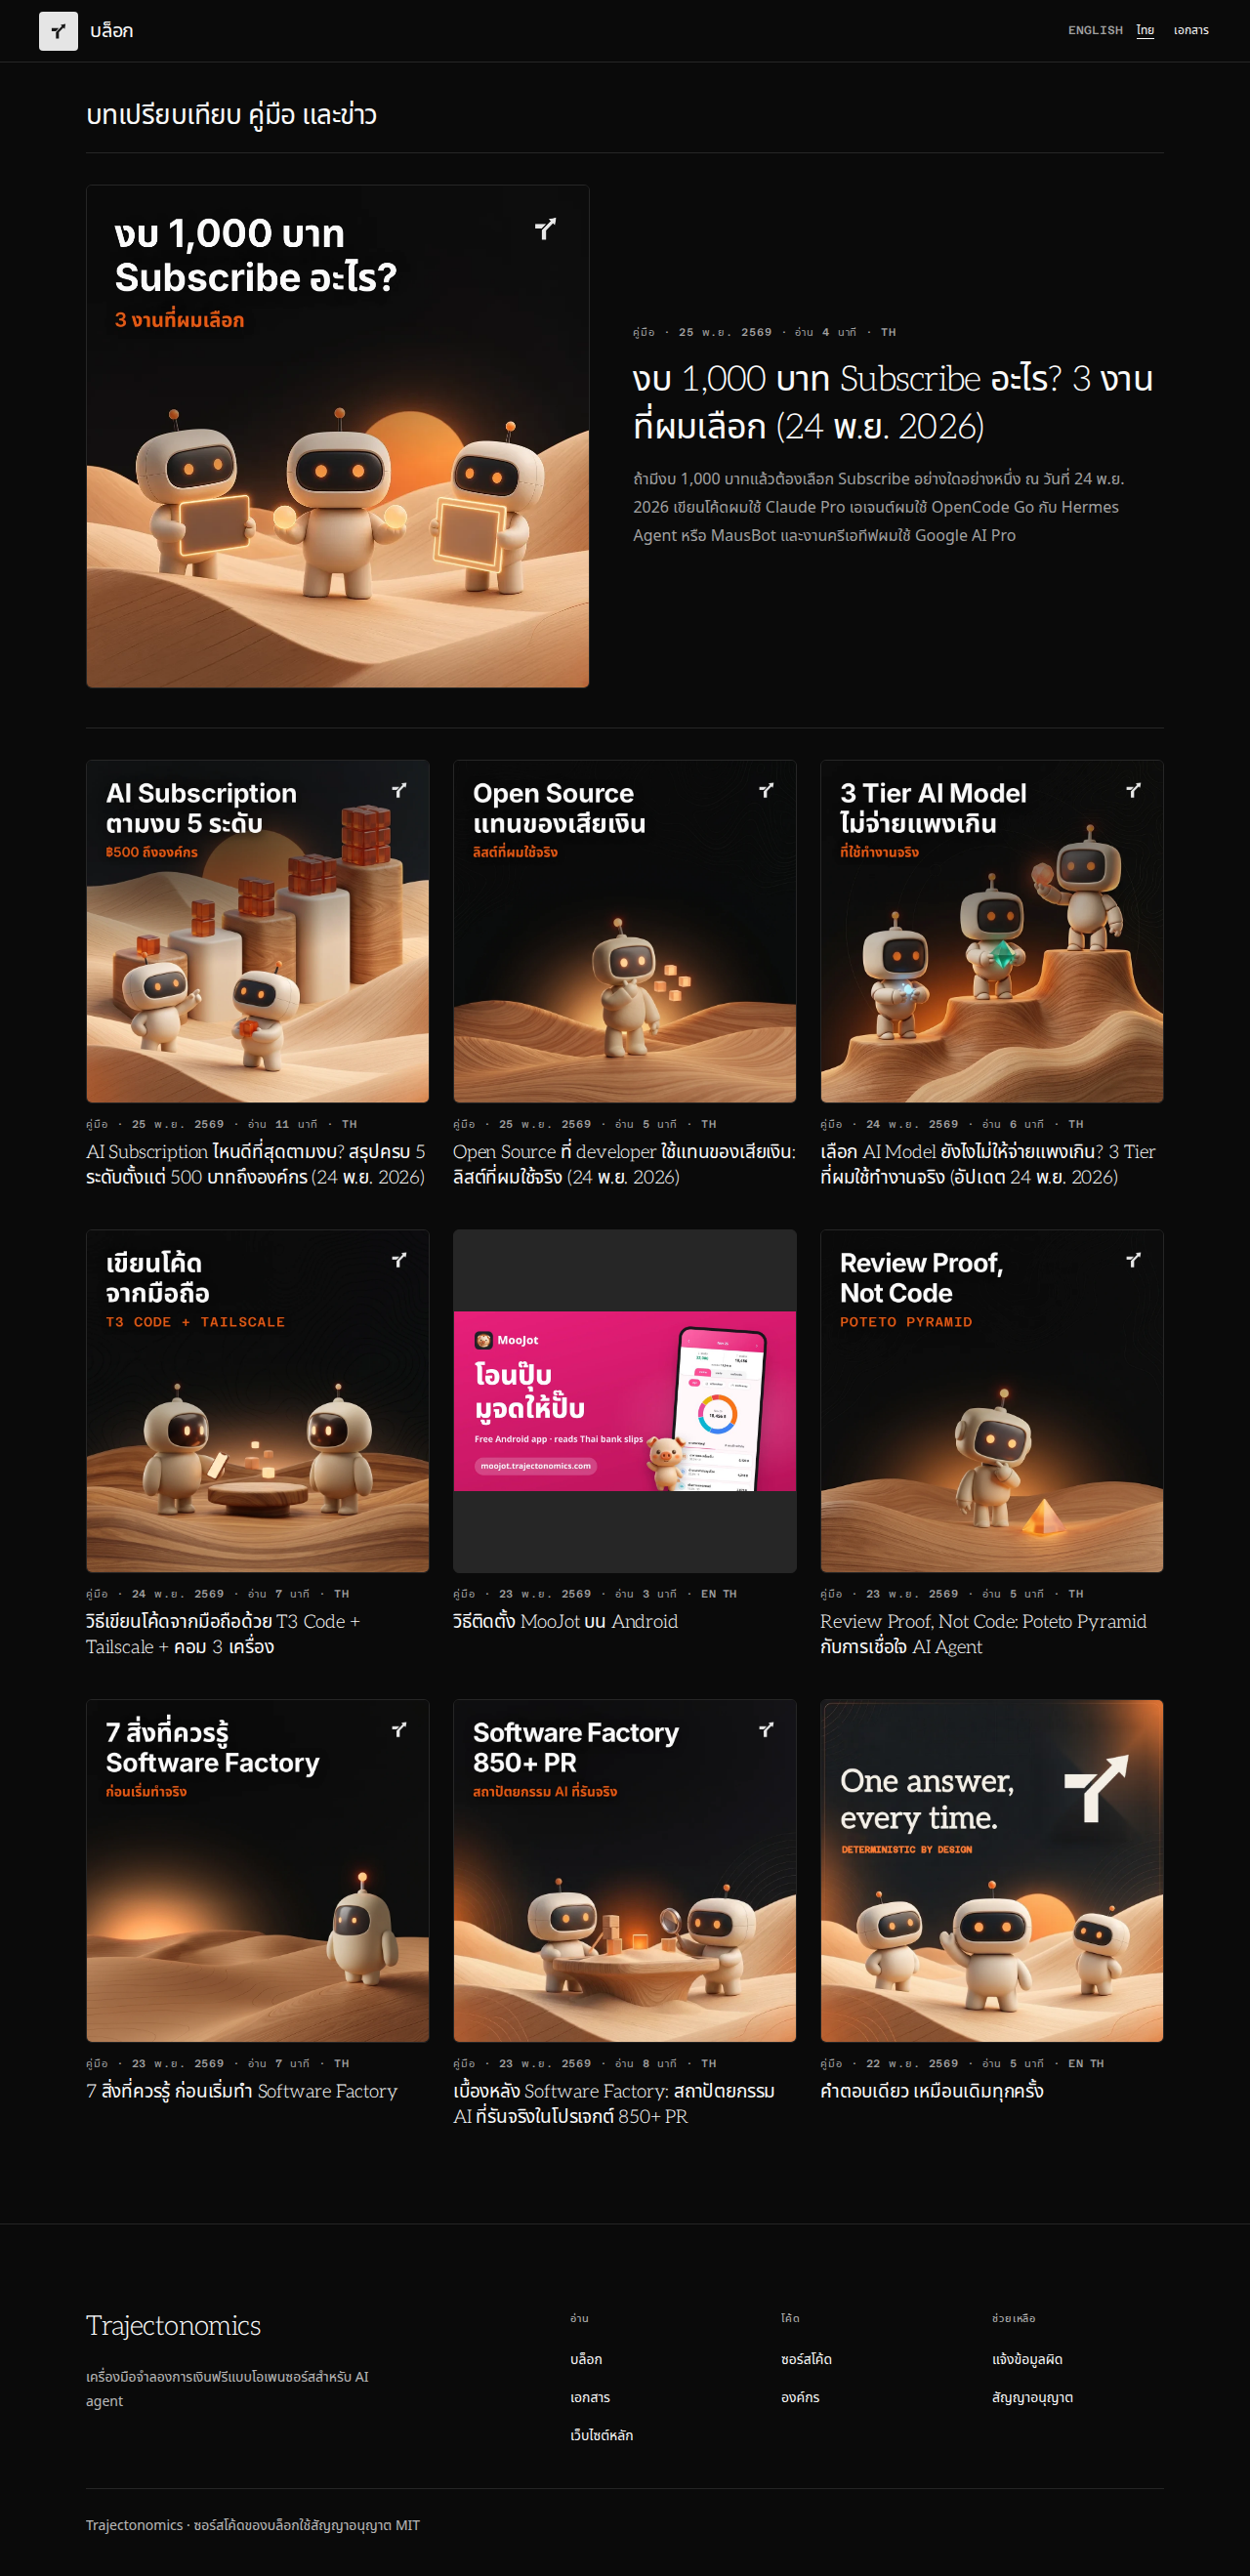 บล็อก
ENGLISH ไทย เอกสาร
บทเปรียบเทียบ คู่มือ และข่าว
งบ 1,000 บาท
Subscribe อะไร?
3 งานที่ผมเลือก
คู่มือ · 25 พ.ย. 2569 · อ่าน 4 นาที · TH
งบ 1,000 บาท Subscribe อะไร? 3 งาน
ที่ผมเลือก (24 พ.ย. 2026)
ถ้ามีงบ 1,000 บาทแล้วต้องเลือก Subscribe อย่างใดอย่างหนึ่ง ณ วันที่ 24 พ.ย.
2026 เขียนโค้ดผมใช้ Claude Pro เอเจนต์ผมใช้ OpenCode Go กับ Hermes
Agent หรือ MausBot และงานครีเอทีฟผมใช้ Google AI Pro
AI Subscription
ตามงบ 5 ระดับ
฿500 ถึงองค์กร
คู่มือ · 25 พ.ย. 2569 · อ่าน 11 นาที · TH
AI Subscription ไหนดีที่สุดตามงบ? สรุปครบ 5
ระดับตั้งแต่ 500 บาทถึงองค์กร (24 พ.ย. 2026)
Open Source
แทนของเสียเงิน
ลิสต์ที่ผมใช้จริง
คู่มือ · 25 พ.ย. 2569 · อ่าน 5 นาที · TH
Open Source ที่ developer ใช้แทนของเสียเงิน:
ลิสต์ที่ผมใช้จริง (24 พ.ย. 2026)
3 Tier AI Model
ไม่จ่ายแพงเกิน
ที่ใช้ทำงานจริง
คู่มือ · 24 พ.ย. 2569 · อ่าน 6 นาที · TH
เลือก AI Model ยังไงไม่ให้จ่ายแพงเกิน? 3 Tier
ที่ผมใช้ทำงานจริง (อัปเดต 24 พ.ย. 2026)
เขียนโค้ด
จากมือถือ
T3 CODE + TAILSCALE
คู่มือ · 24 พ.ย. 2569 · อ่าน 7 นาที · TH
วิธีเขียนโค้ดจากมือถือด้วย T3 Code +
Tailscale + คอม 3 เครื่อง
MooJot
โอนปุ๊บ
มูจดให้ปั๊บ
Free Android app · reads Thai bank slips
moojot.trajectonomics.com
คู่มือ · 23 พ.ย. 2569 · อ่าน 3 นาที · EN TH
วิธีติดตั้ง MooJot บน Android
Review Proof,
Not Code
POTETO PYRAMID
คู่มือ · 23 พ.ย. 2569 · อ่าน 5 นาที · TH
Review Proof, Not Code: Poteto Pyramid
กับการเชื่อใจ AI Agent
7 สิ่งที่ควรรู้
Software Factory
ก่อนเริ่มทำจริง
คู่มือ · 23 พ.ย. 2569 · อ่าน 7 นาที · TH
7 สิ่งที่ควรรู้ ก่อนเริ่มทำ Software Factory
Software Factory
850+ PR
สถาปัตยกรรม AI ที่รันจริง
คู่มือ · 23 พ.ย. 2569 · อ่าน 8 นาที · TH
เบื้องหลัง Software Factory: สถาปัตยกรรม
AI ที่รันจริงในโปรเจกต์ 850+ PR
One answer,
every time.
DETERMINISTIC BY DESIGN
คู่มือ · 22 พ.ย. 2569 · อ่าน 5 นาที · EN TH
คำตอบเดียว เหมือนเดิมทุกครั้ง
Trajectonomics
เครื่องมือจำลองการเงินฟรีแบบโอเพนซอร์สสำหรับ AI
agent
อ่าน
บล็อก
เอกสาร
เว็บไซต์หลัก
โค้ด
ซอร์สโค้ด
องค์กร
ช่วยเหลือ
แจ้งข้อมูลผิด
สัญญาอนุญาต
Trajectonomics · ซอร์สโค้ดของบล็อกใช้สัญญาอนุญาต MIT